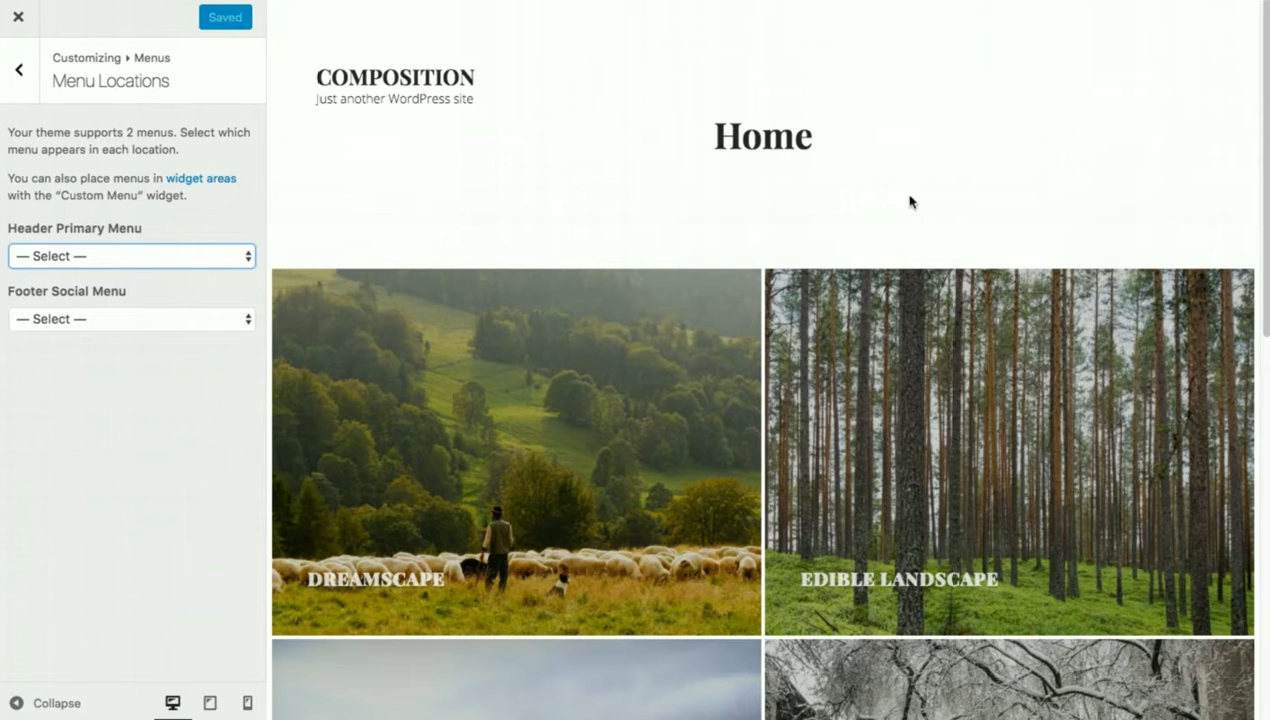 Saved
Customizing ▸ Menus
Menu Locations
Your theme supports 2 menus. Select which
menu appears in each location.
You can also place menus in widget areas
with the “Custom Menu” widget.
Header Primary Menu
— Select —
Footer Social Menu
— Select —
Collapse
COMPOSITION
Just another WordPress site
Home
DREAMSCAPE
EDIBLE LANDSCAPE